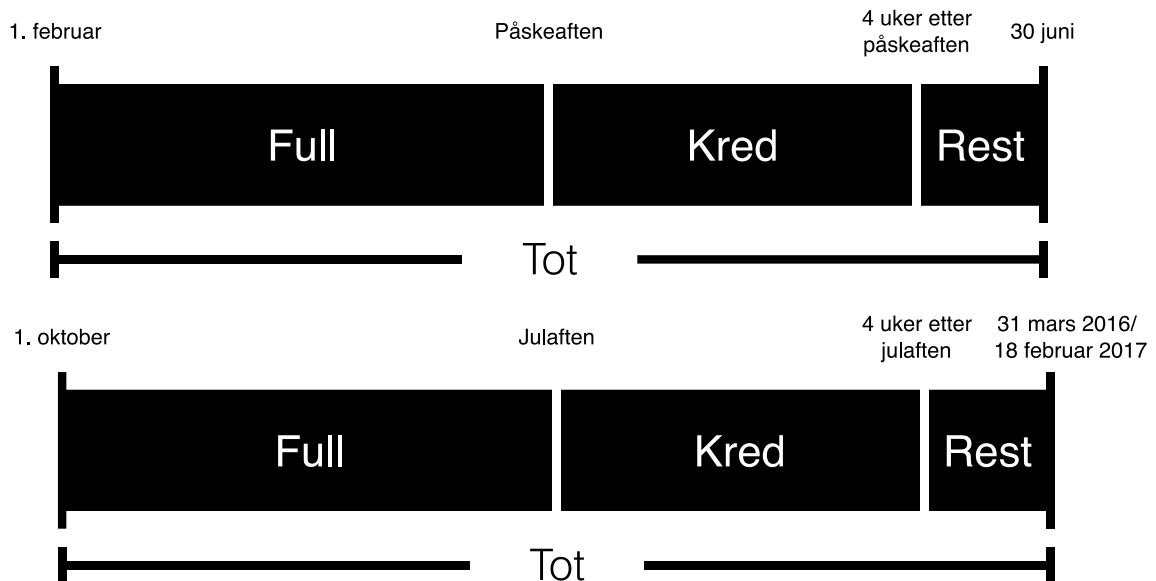 1. februar
Påskeaften
4 uker etter
påskeaften
30 juni
Full
Kred
Rest
Tot
1. oktober
Julaften
4 uker etter
julaften
31 mars 2016/
18 februar 2017
Full
Kred
Rest
Tot